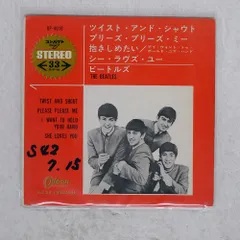 STEREO
33
ツイスト・アンド・シャウト
プリーズ・プリーズ・ミー
抱きしめたい/
シー・ラヴズ・ユー
ビートルズ
THE BEATLES
TWIST AND SHOUT
PLEASE PLEASE ME
I WANT TO HOLD
YOUR HAND
SHE LOVES YOU
S43
7.15
Odeon